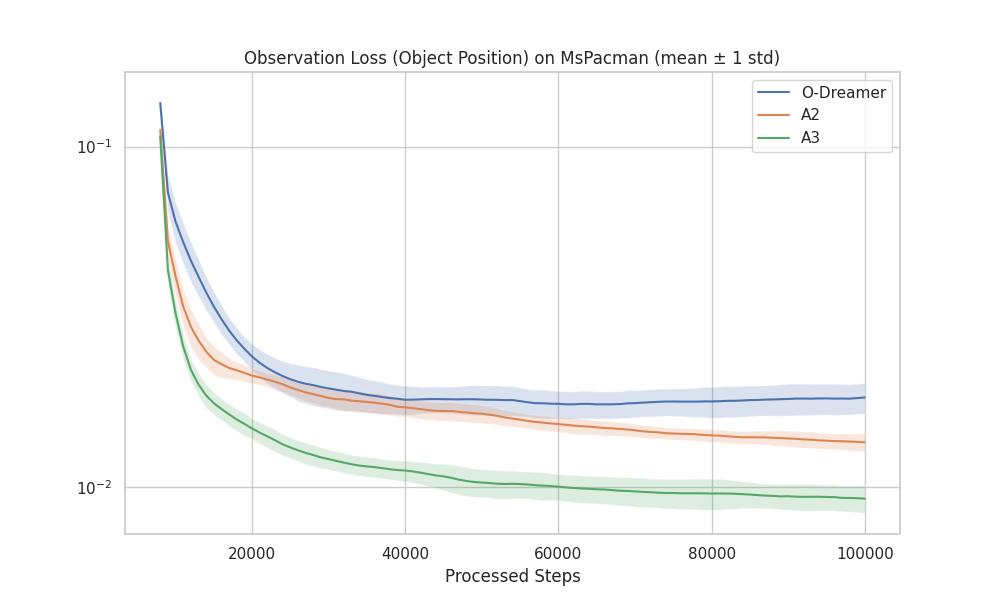 Observation Loss (Object Position) on MsPacman (mean ± 1 std)
O-Dreamer
A2
A3
10⁻¹
10⁻²
20000 40000 60000 80000 100000
Processed Steps